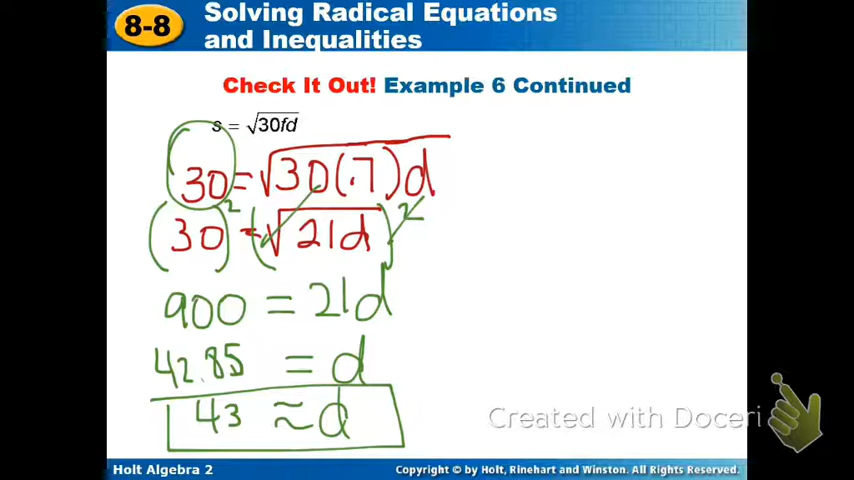 8-8
Solving Radical Equations
and Inequalities
Check It Out! Example 6 Continued
s = √30fd
30 = √30(.7)d
(30)² = (√21d)²
900 = 21d
42.85 = d
43 ≈ d
Created with Doceri
Holt Algebra 2
Copyright © by Holt, Rinehart and Winston. All Rights Reserved.